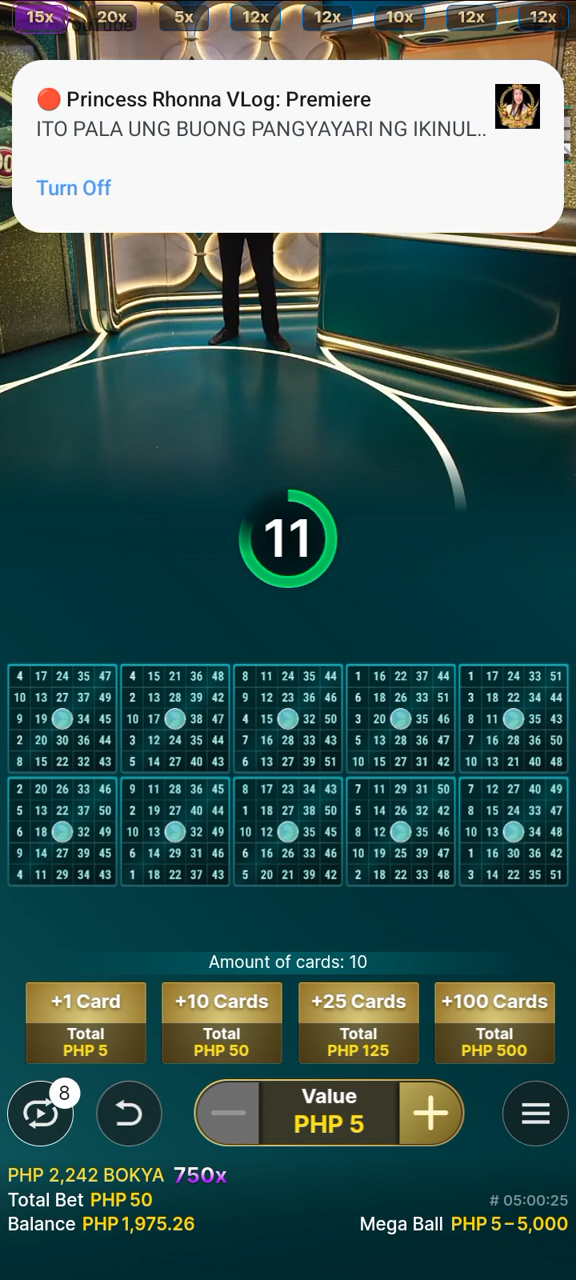 15x 20x 5x 12x 12x 10x 12x 12x
🔴 Princess Rhonna VLog: Premiere
ITO PALA UNG BUONG PANGYAYARI NG IKINUL..
Turn Off
11
4 17 24 35 47 4 15 21 36 48 8 11 24 35 44 1 16 22 37 44 1 17 24 33 51
10 13 27 37 49 2 13 28 39 42 9 12 23 36 46 6 18 26 33 51 3 18 22 34 44
9 19 34 45 10 17 38 47 4 15 32 50 3 20 35 46 8 11 35 43
2 20 30 36 44 3 12 24 35 44 7 16 28 33 43 5 13 28 36 47 7 16 28 36 50
8 15 22 32 43 5 14 27 40 43 6 13 27 39 51 10 15 27 31 42 10 13 21 40 48
2 20 26 33 46 9 11 28 36 45 8 17 23 34 43 7 11 29 31 50 7 12 27 40 49
5 13 22 37 50 2 19 27 40 44 1 18 27 38 50 5 14 26 32 42 8 15 24 33 47
6 18 32 49 10 13 32 49 10 12 35 45 8 12 35 46 10 13 34 48
9 14 27 39 45 6 14 29 31 46 6 16 26 33 46 10 19 25 39 47 1 16 30 36 42
4 11 29 34 43 1 18 22 37 43 5 20 21 39 42 2 18 22 33 48 3 14 22 35 51
Amount of cards: 10
+1 Card +10 Cards +25 Cards +100 Cards
Total Total Total Total
PHP 5 PHP 50 PHP 125 PHP 500
8
Value
PHP 5
PHP 2,242 BOKYA 750x
Total Bet PHP 50 # 05:00:25
Balance PHP 1,975.26 Mega Ball PHP 5–5,000